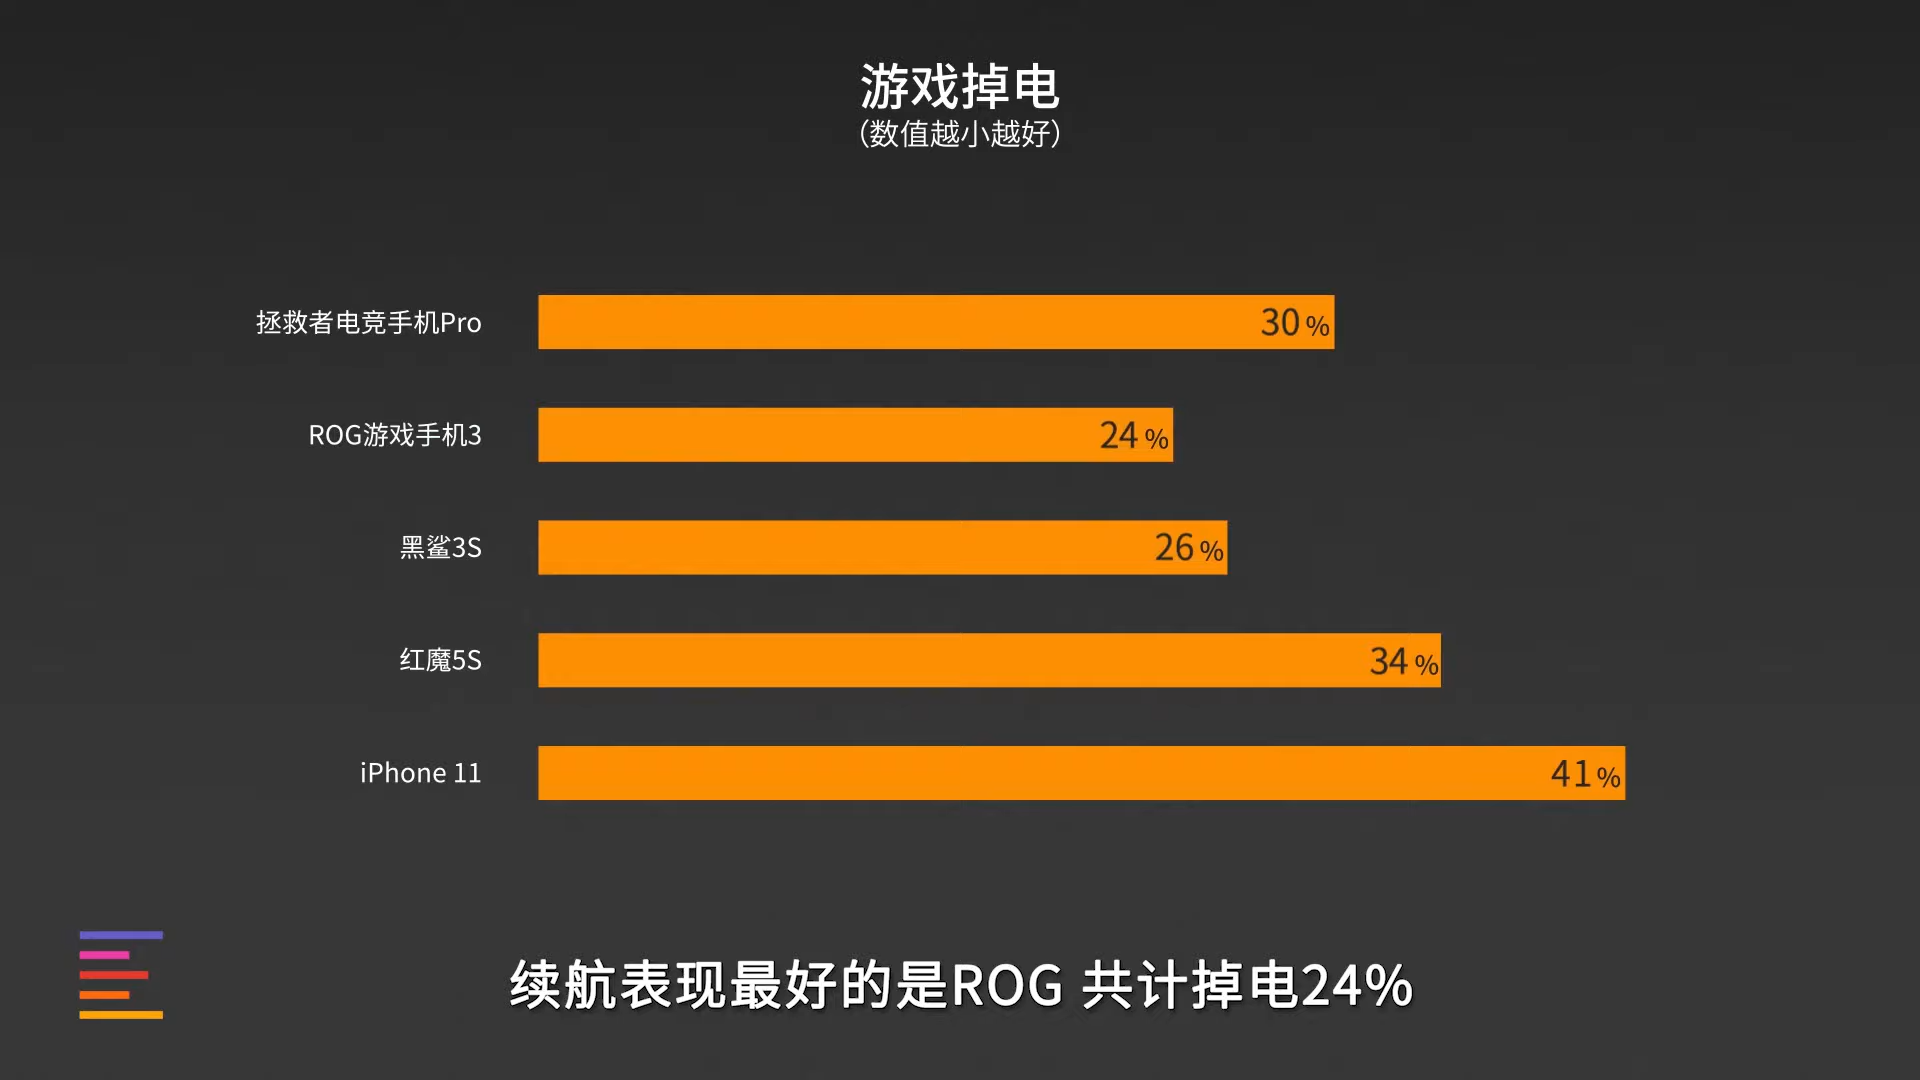 游戏掉电
(数值越小越好)
拯救者电竞手机Pro 30 %
ROG游戏手机3 24 %
黑鲨3S 26 %
红魔5S 34 %
iPhone 11 41 %
续航表现最好的是ROG 共计掉电24%